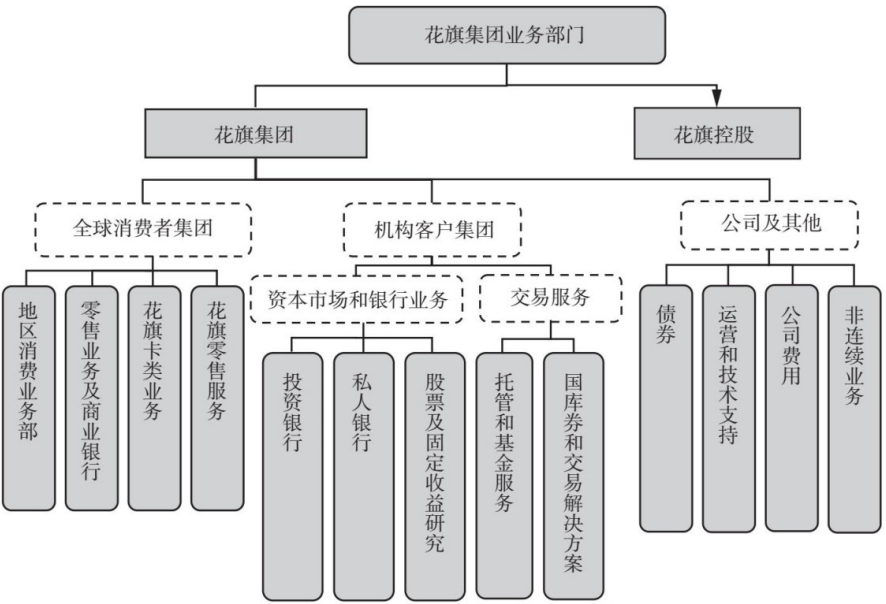 花旗集团业务部门
花旗集团
花旗控股
全球消费者集团
机构客户集团
公司及其他
资本市场和银行业务
交易服务
地区消费业务部
零售业务及商业银行
花旗卡类业务
花旗零售服务
投资银行
私人银行
股票及固定收益研究
托管和基金服务
国库券和交易解决方案
债券
运营和技术支持
公司费用
非连续业务